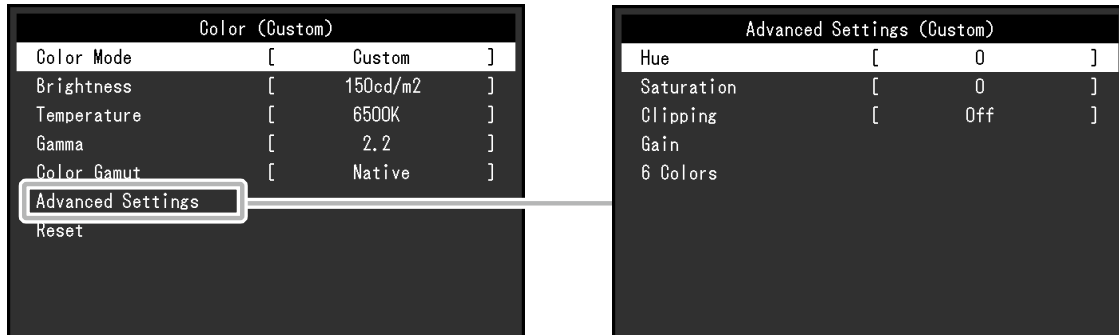 Color (Custom)
Color Mode [ Custom ]
Brightness [ 150cd/m2 ]
Temperature [ 6500K ]
Gamma [ 2.2 ]
Color Gamut [ Native ]
Advanced Settings
Reset
Advanced Settings (Custom)
Hue [ 0 ]
Saturation [ 0 ]
Clipping [ Off ]
Gain
6 Colors